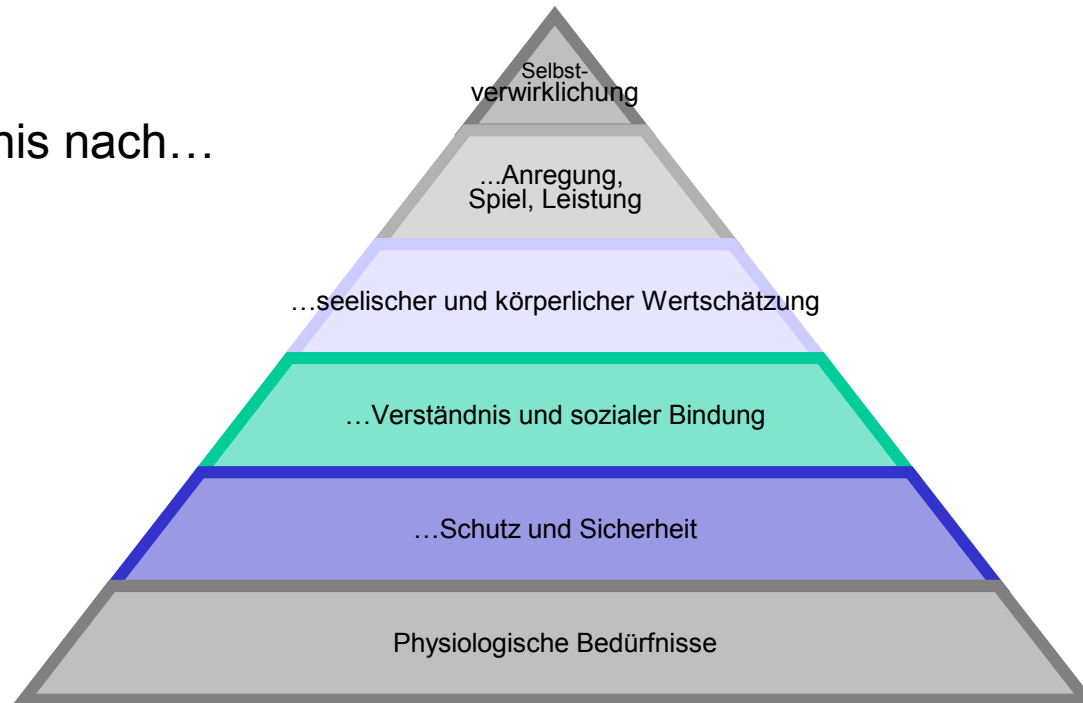 Selbst-
verwirklichung
nis nach…
...Anregung,
Spiel, Leistung
…seelischer und körperlicher Wertschätzung
…Verständnis und sozialer Bindung
…Schutz und Sicherheit
Physiologische Bedürfnisse